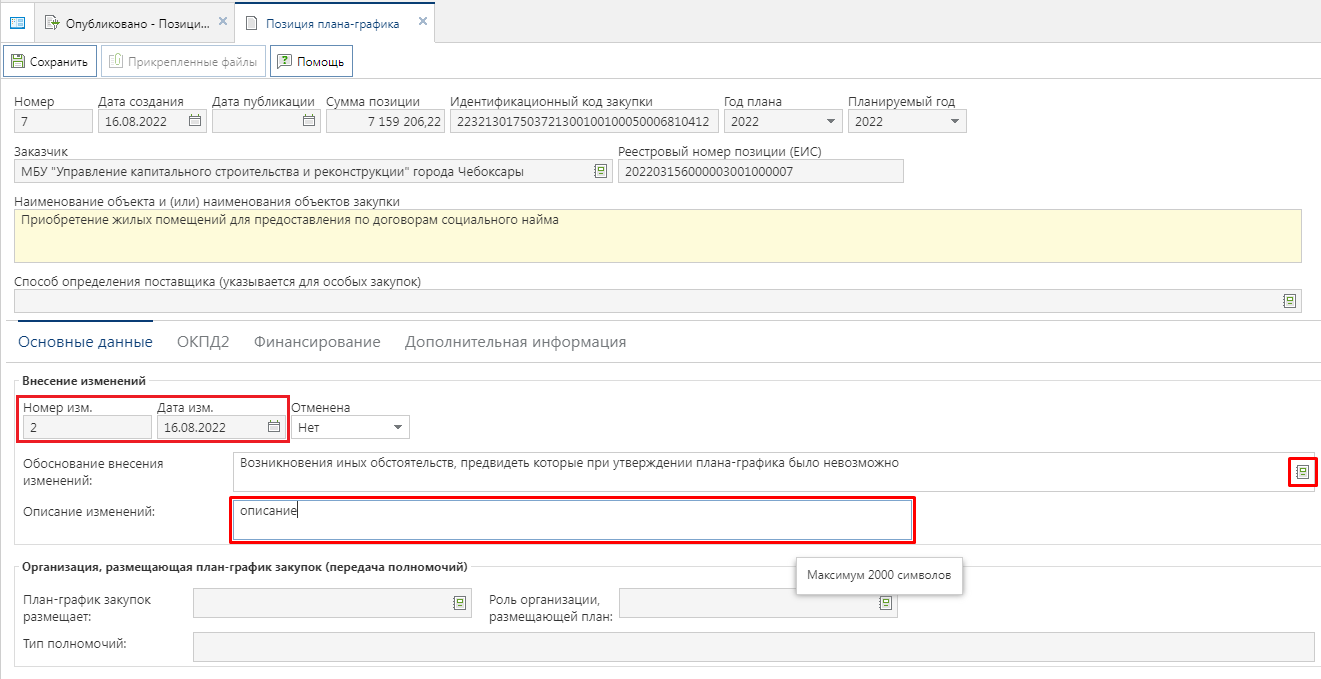 Опубликовано - Позици...
Позиция плана-графика
Сохранить
Прикрепленные файлы
Помощь
Номер Дата создания Дата публикации Сумма позиции Идентификационный код закупки Год плана Планируемый год
7 16.08.2022 7 159 206,22 223213017503721300100100050006810412 2022 2022
Заказчик Реестровый номер позиции (ЕИС)
МБУ "Управление капитального строительства и реконструкции" города Чебоксары 202203156000003001000007
Наименование объекта и (или) наименования объектов закупки
Приобретение жилых помещений для предоставления по договорам социального найма
Способ определения поставщика (указывается для особых закупок)
Основные данные ОКПД2 Финансирование Дополнительная информация
Внесение изменений
Номер изм. Дата изм. Отменена
2 16.08.2022 Нет
Обоснование внесения
изменений:
Возникновения иных обстоятельств, предвидеть которые при утверждении плана-графика было невозможно
Описание изменений:
описание
Организация, размещающая план-график закупок (передача полномочий)
Максимум 2000 символов
План-график закупок
размещает:
Роль организации,
размещающей план:
Тип полномочий: